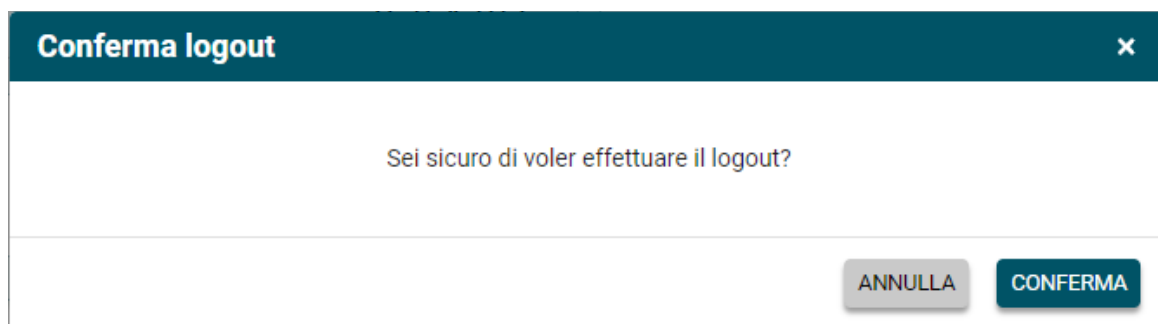 Conferma logout ×
Sei sicuro di voler effettuare il logout?
ANNULLA CONFERMA